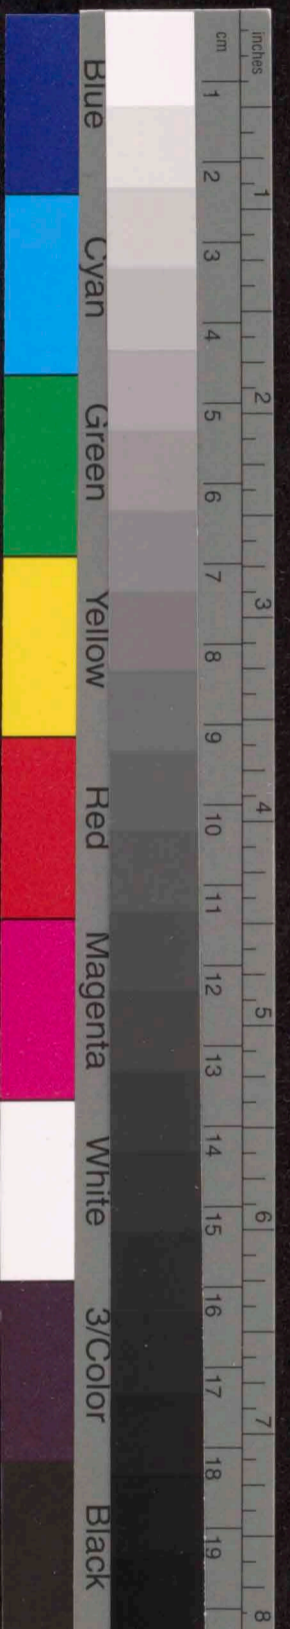 inches 1 2 3 4 5 6 7 8
cm 1 2 3 4 5 6 7 8 9 10 11 12 13 14 15 16 17 18 19
Blue Cyan Green Yellow Red Magenta White 3/Color Black